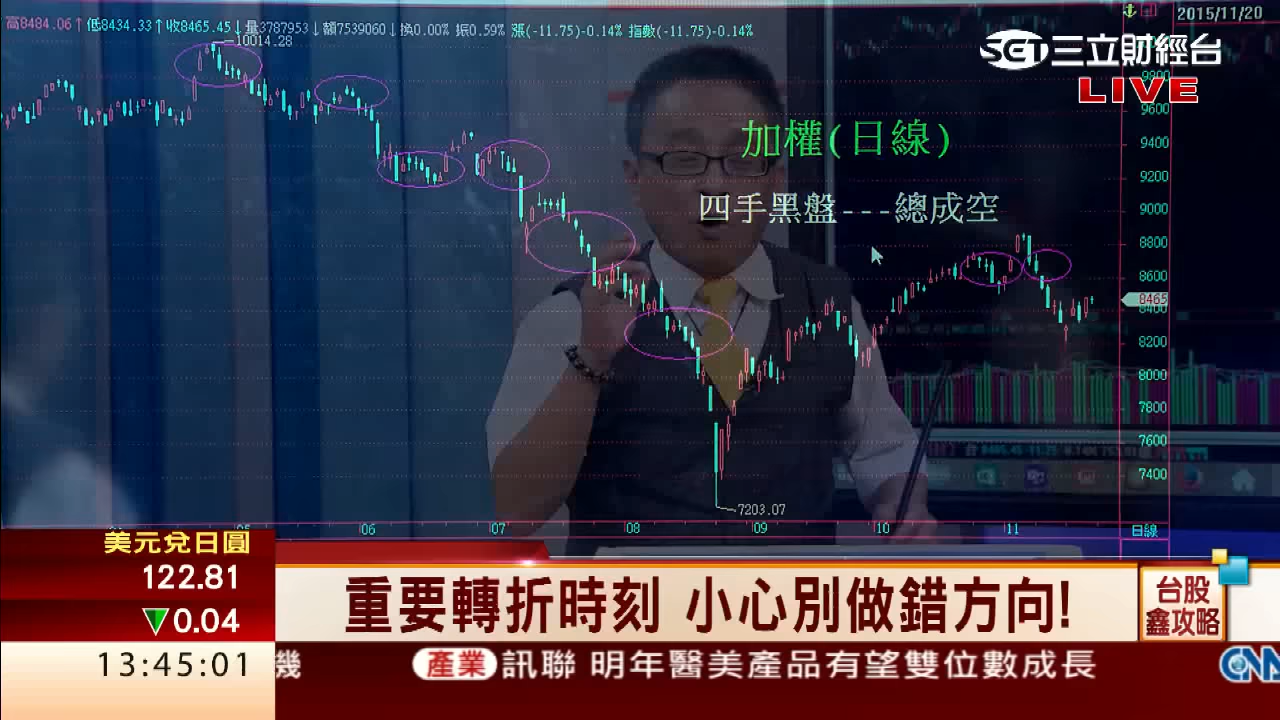 高8484.06↑低8434.33↑收8465.45↓量3787953↓額7539060↓換0.00% 振0.59% 漲(-11.75)-0.14% 指數(-11.75)-0.14%
2015/11/20
10014.28
SET三立財經台
LIVE
9800
9600
加權(日線)
9400
9200
四手黑盤---總成空
9000
8800
8600
8465
8400
8200
8000
7800
7600
7400
7203.07
05
06
07
08
09
10
11
日線
美元兌日圓
122.81
▼0.04
重要轉折時刻 小心別做錯方向!
台股
鑫攻略
13:45:01
機
產業
訊聯 明年醫美產品有望雙位數成長
CNA